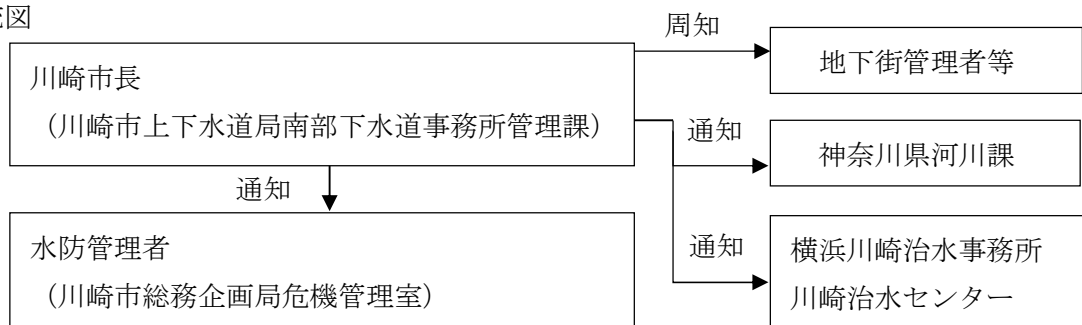 図
周知
川崎市長
（川崎市上下水道局南部下水道事務所管理課）
地下街管理者等
通知
神奈川県河川課
通知
水防管理者
（川崎市総務企画局危機管理室）
通知
横浜川崎治水事務所
川崎治水センター